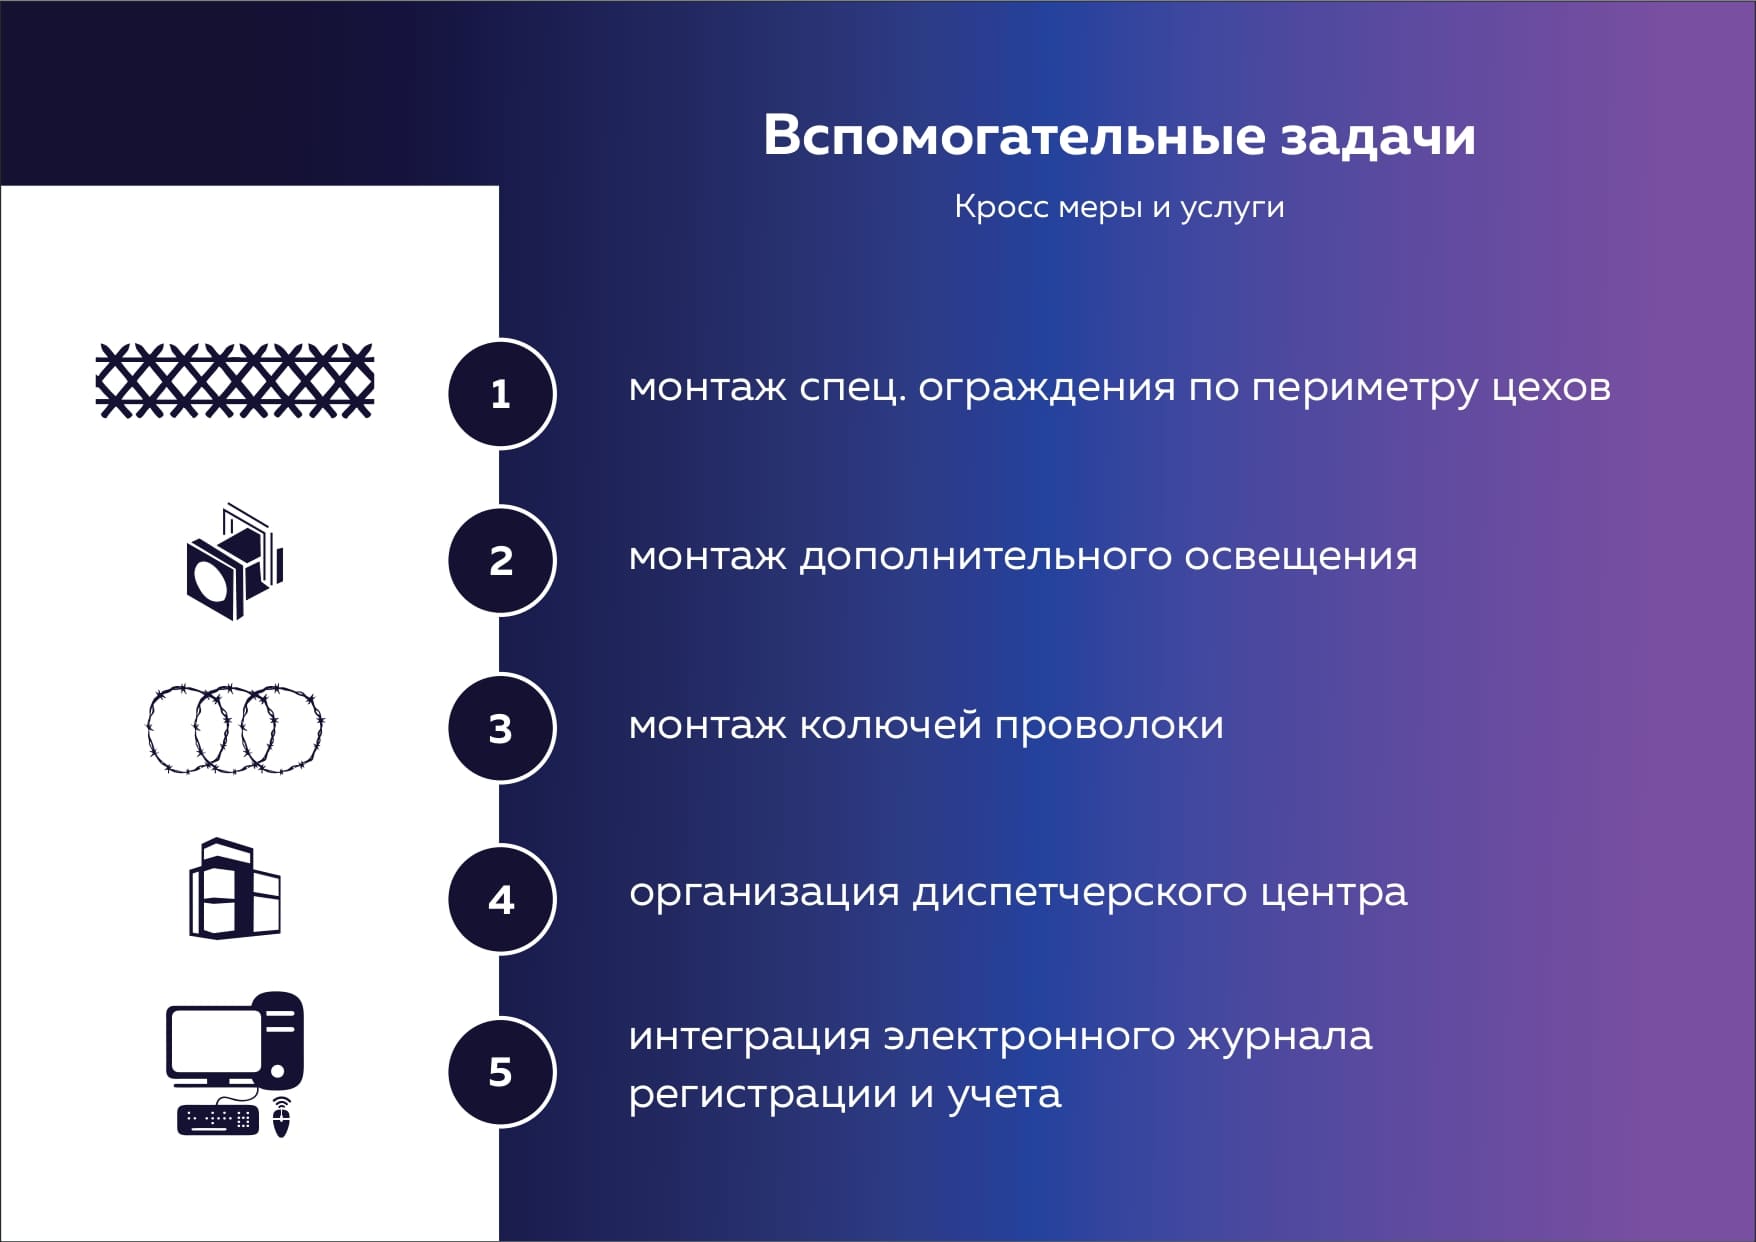 Вспомогательные задачи
Кросс меры и услуги
1 монтаж спец. ограждения по периметру цехов
2 монтаж дополнительного освещения
3 монтаж колючей проволоки
4 организация диспетчерского центра
5 интеграция электронного журнала
регистрации и учета